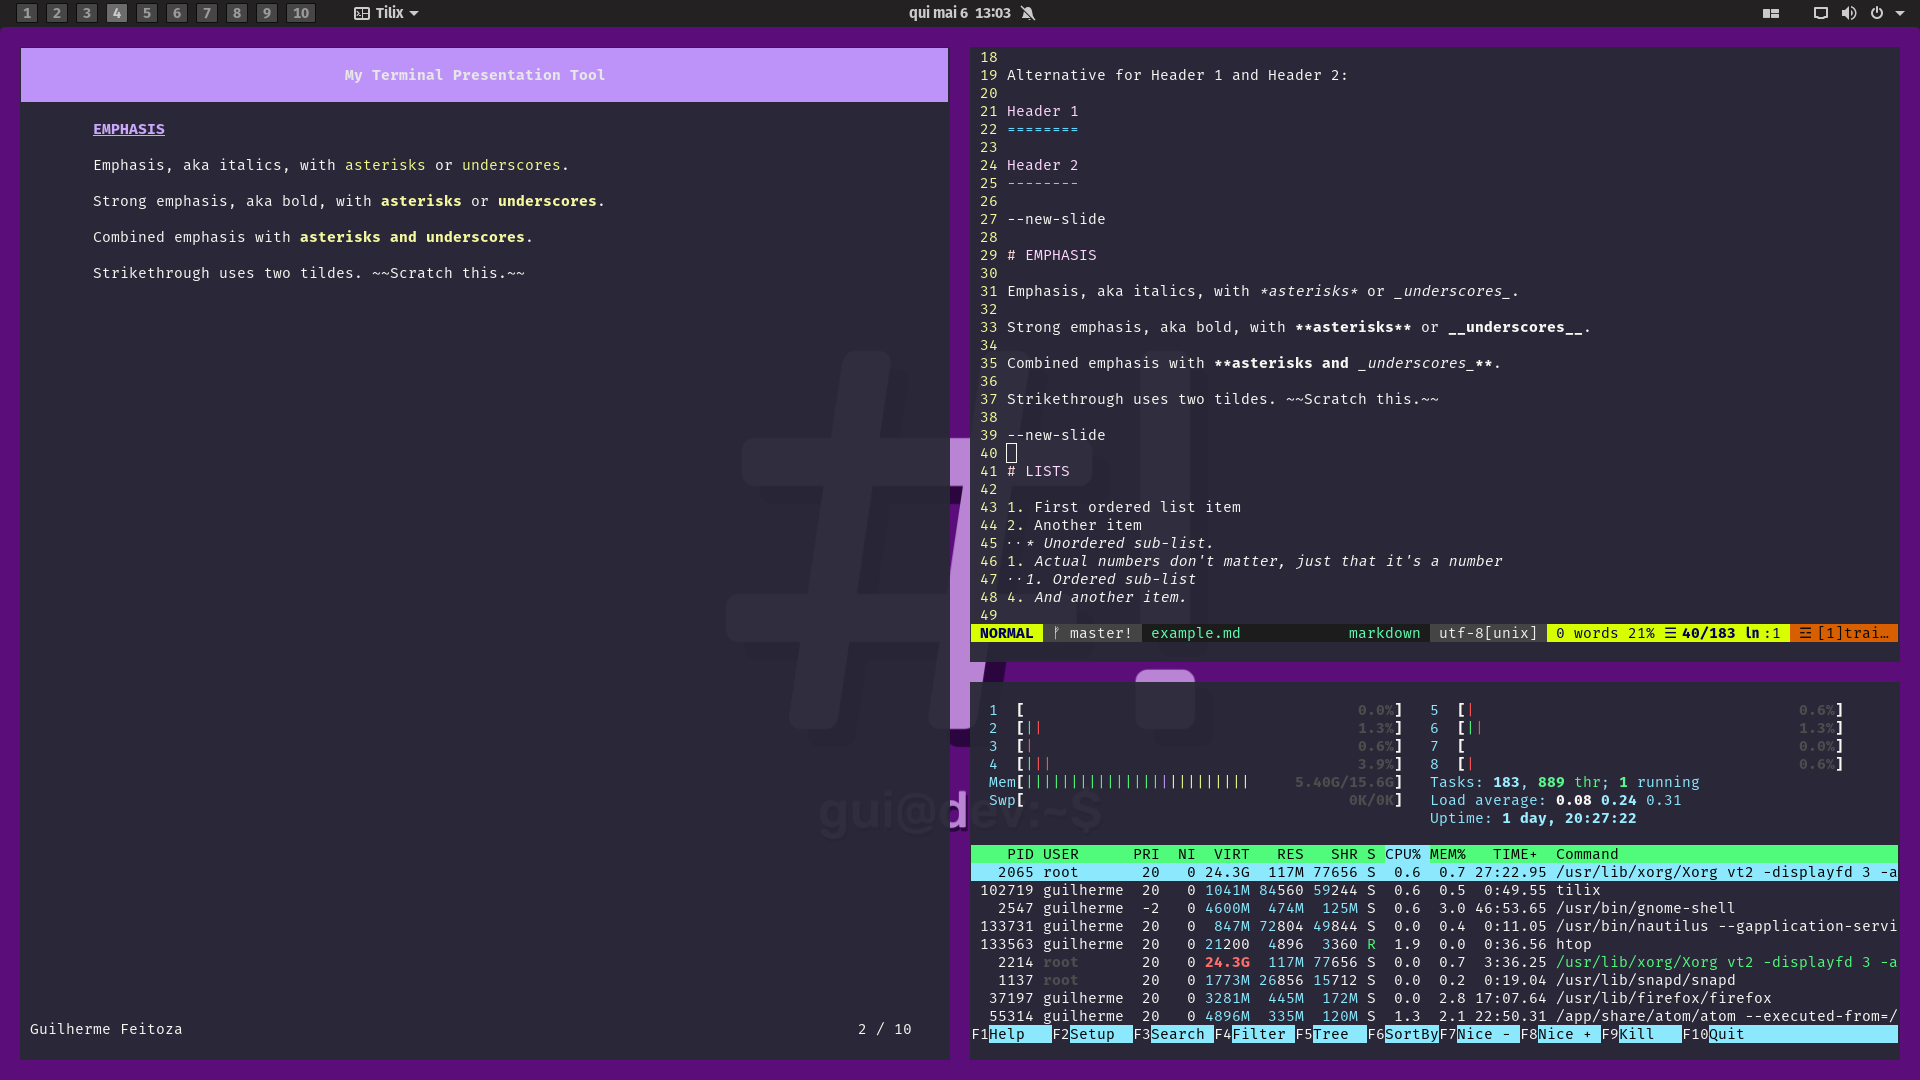 1 2 3 4 5 6 7 8 9 10 Tilix qui mai 6 13:03
My Terminal Presentation Tool
EMPHASIS
Emphasis, aka italics, with asterisks or underscores.
Strong emphasis, aka bold, with asterisks or underscores.
Combined emphasis with asterisks and underscores.
Strikethrough uses two tildes. ~~Scratch this.~~
Guilherme Feitoza 2 / 10
18
19 Alternative for Header 1 and Header 2:
20
21 Header 1
22 ========
23
24 Header 2
25 --------
26
27 --new-slide
28
29 # EMPHASIS
30
31 Emphasis, aka italics, with *asterisks* or _underscores_.
32
33 Strong emphasis, aka bold, with **asterisks** or __underscores__.
34
35 Combined emphasis with **asterisks and _underscores_**.
36
37 Strikethrough uses two tildes. ~~Scratch this.~~
38
39 --new-slide
40
41 # LISTS
42
43 1. First ordered list item
44 2. Another item
45 ··* Unordered sub-list.
46 1. Actual numbers don't matter, just that it's a number
47 ··1. Ordered sub-list
48 4. And another item.
49
NORMAL master! example.md markdown utf-8[unix] 0 words 21% ☰ 40/183 ln :1 ☲ [1]trai…
gui@dev:~$
1 [ 0.0%] 5 [| 0.6%]
2 [|| 1.3%] 6 [|| 1.3%]
3 [| 0.6%] 7 [ 0.0%]
4 [||| 3.9%] 8 [| 0.6%]
Mem[||||||||||||||||||||||||| 5.40G/15.6G] Tasks: 183, 889 thr; 1 running
Swp[ 0K/0K] Load average: 0.08 0.24 0.31
Uptime: 1 day, 20:27:22
PID USER PRI NI VIRT RES SHR S CPU% MEM% TIME+ Command
2065 root 20 0 24.3G 117M 77656 S 0.6 0.7 27:22.95 /usr/lib/xorg/Xorg vt2 -displayfd 3 -a
102719 guilherme 20 0 1041M 84560 59244 S 0.6 0.5 0:49.55 tilix
2547 guilherme -2 0 4600M 474M 125M S 0.6 3.0 46:53.65 /usr/bin/gnome-shell
133731 guilherme 20 0 847M 72804 49844 S 0.0 0.4 0:11.05 /usr/bin/nautilus --gapplication-servi
133563 guilherme 20 0 21200 4896 3360 R 1.9 0.0 0:36.56 htop
2214 root 20 0 24.3G 117M 77656 S 0.0 0.7 3:36.25 /usr/lib/xorg/Xorg vt2 -displayfd 3 -a
1137 root 20 0 1773M 26856 15712 S 0.0 0.2 0:19.04 /usr/lib/snapd/snapd
37197 guilherme 20 0 3281M 445M 172M S 0.0 2.8 17:07.64 /usr/lib/firefox/firefox
55314 guilherme 20 0 4896M 335M 120M S 1.3 2.1 22:50.31 /app/share/atom/atom --executed-from=/
F1Help F2Setup F3Search F4Filter F5Tree F6SortBy F7Nice - F8Nice + F9Kill F10Quit